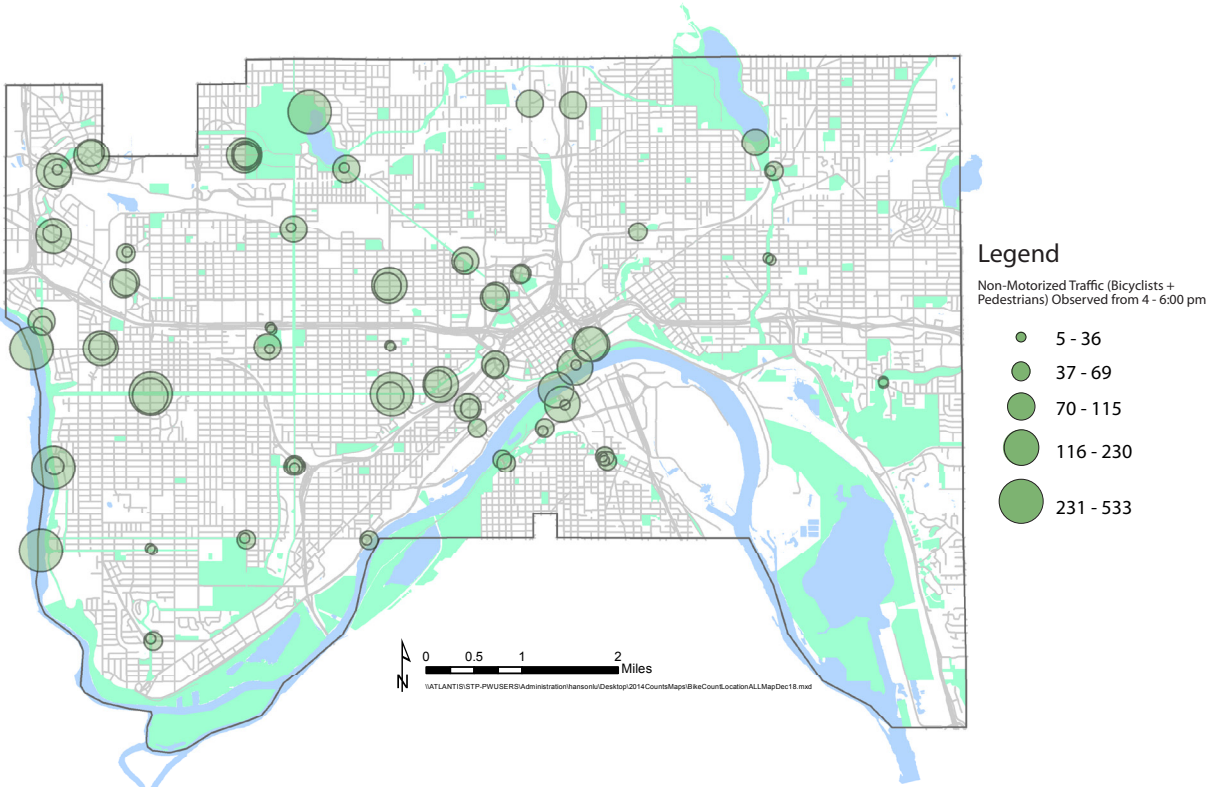 Legend
Non-Motorized Traffic (Bicyclists +
Pedestrians) Observed from 4 - 6:00 pm
5 - 36
37 - 69
70 - 115
116 - 230
231 - 533
N
0 0.5 1 2
Miles
\\ATLANTIS\STP-PWUSERS\Administration\hansonlu\Desktop\2014CountsMaps\BikeCountLocationALLMapDec18.mxd